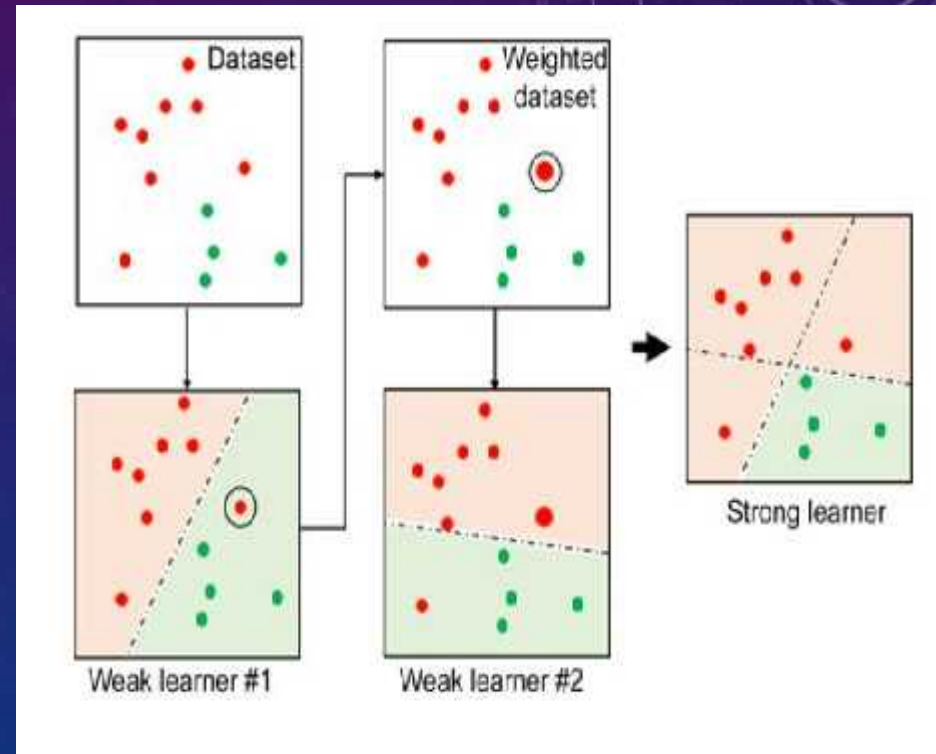 Dataset
Weighted
dataset
Weak learner #1
Weak learner #2
Strong learner